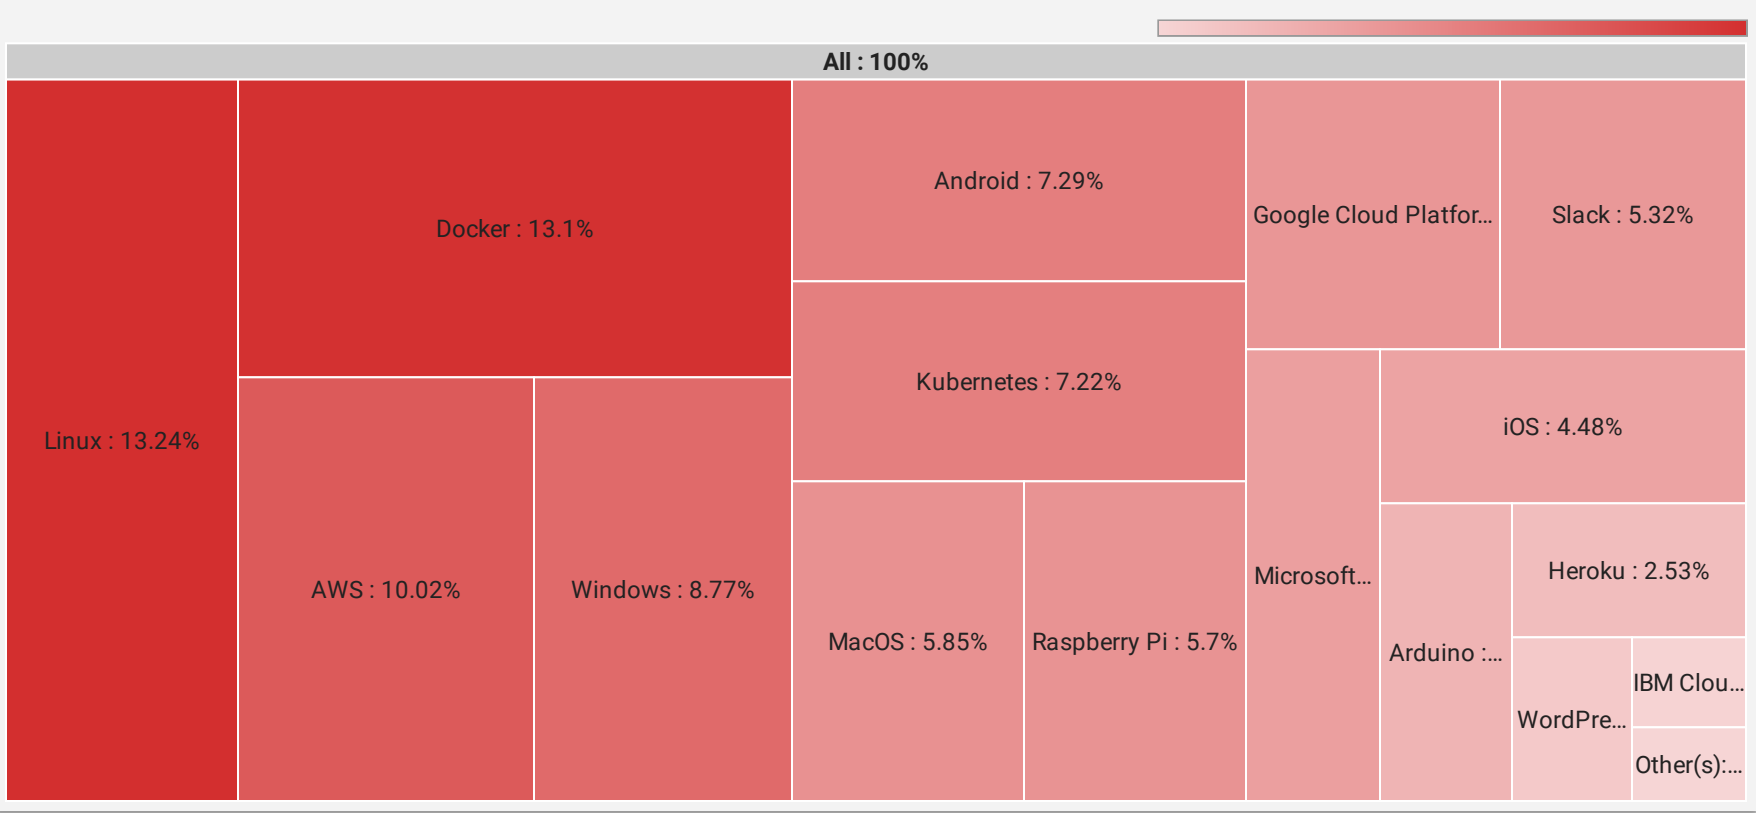 All : 100%
Linux : 13.24%
Docker : 13.1%
AWS : 10.02%
Windows : 8.77%
Android : 7.29%
Kubernetes : 7.22%
MacOS : 5.85%
Raspberry Pi : 5.7%
Google Cloud Platfor...
Slack : 5.32%
Microsoft...
iOS : 4.48%
Arduino :...
Heroku : 2.53%
WordPre...
IBM Clou...
Other(s):...